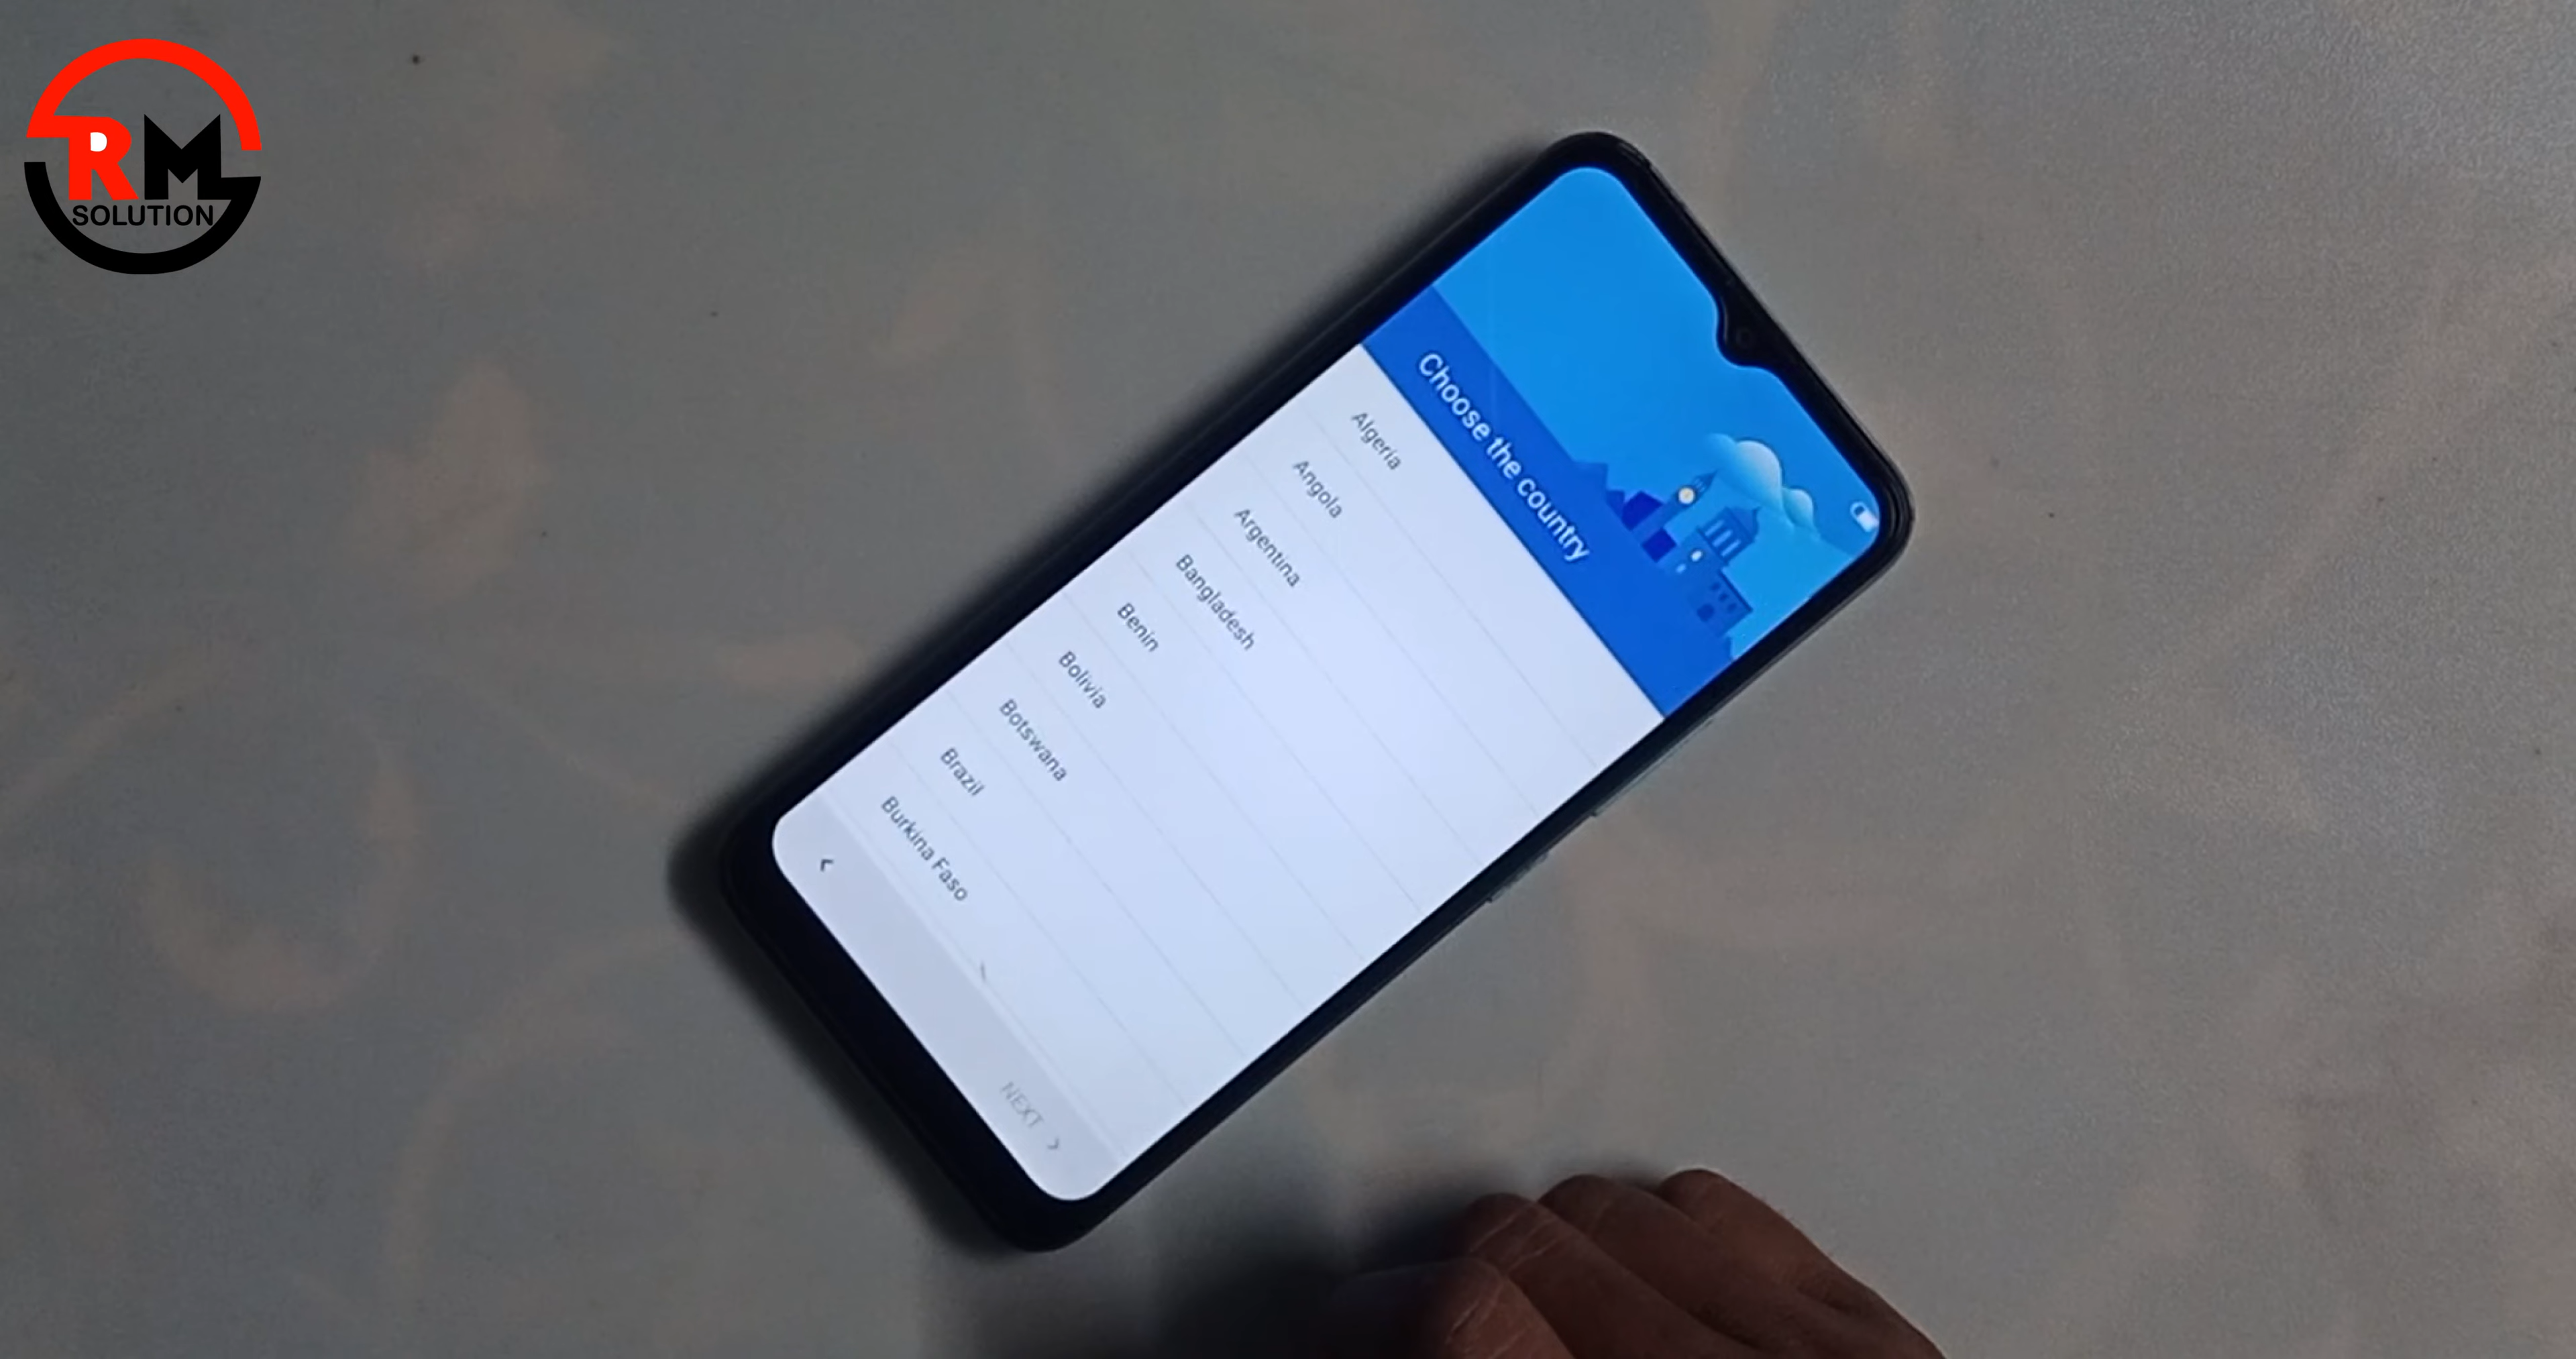 RM
SOLUTION
Choose the country
Algeria
Angola
Argentina
Bangladesh
Benin
Bolivia
Botswana
Brazil
Burkina Faso
NEXT